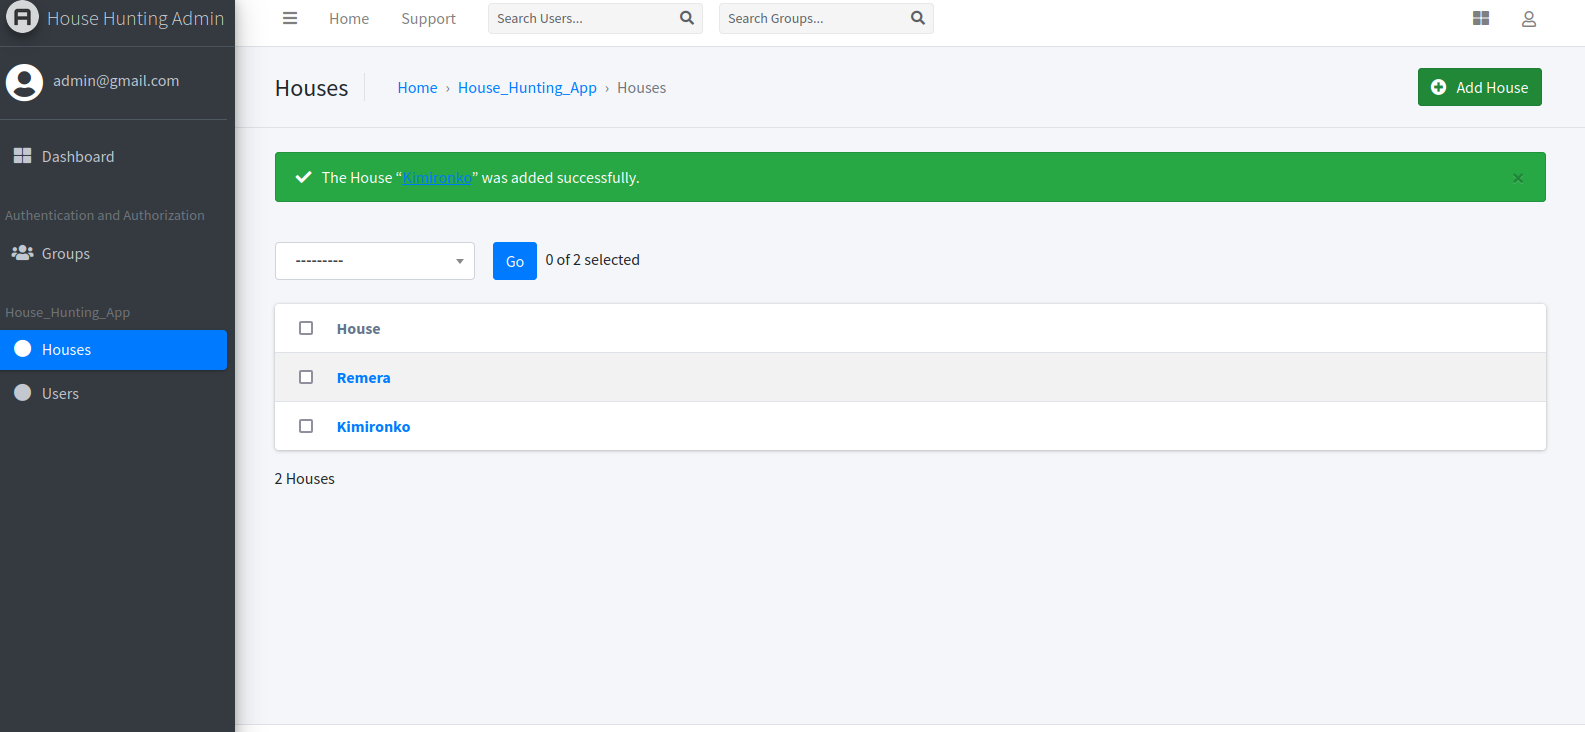 House Hunting Admin
Home
Support
Search Users...
Search Groups...
admin@gmail.com
Dashboard
Authentication and Authorization
Groups
House_Hunting_App
Houses
Users
Houses
Home › House_Hunting_App › Houses
Add House
The House “Kimironko” was added successfully.
×
---------
Go
0 of 2 selected
House
Remera
Kimironko
2 Houses